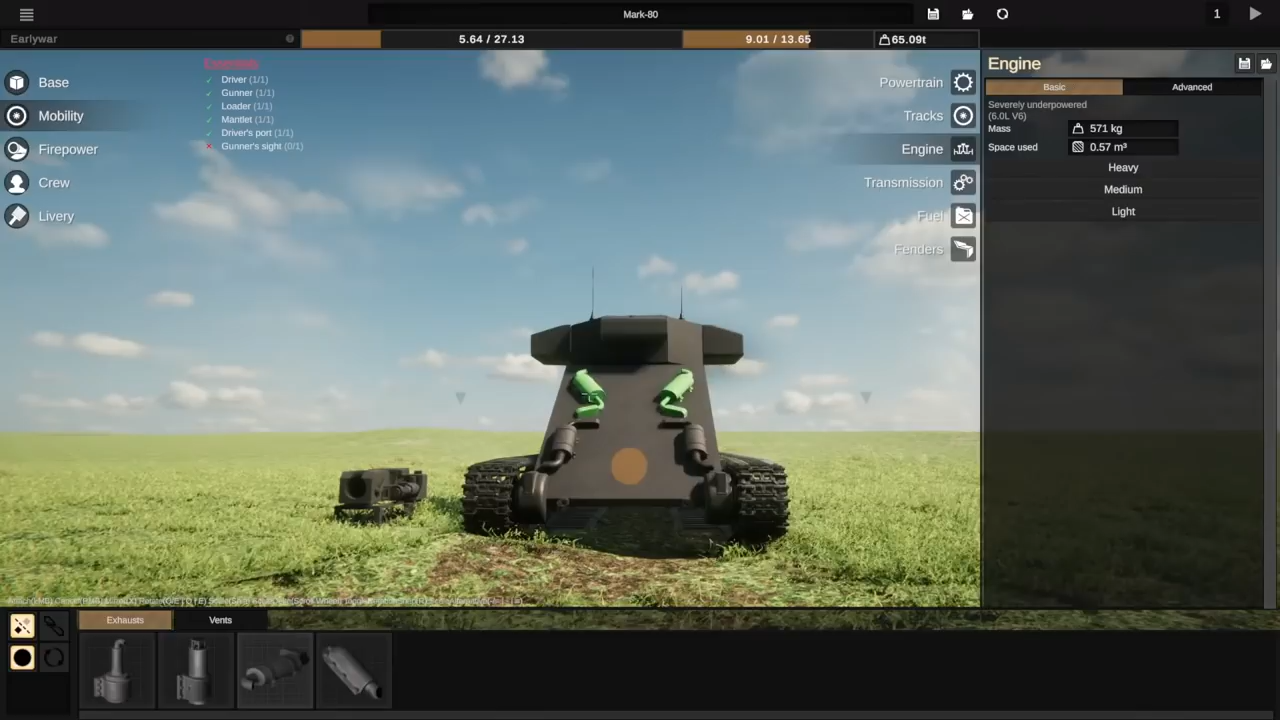 Mark-80
1
Earlywar
5.64 / 27.13
9.01 / 13.65
65.09t
Engine
Basic
Advanced
Severely underpowered
(6.0L V6)
Mass
571 kg
Space used
0.57 m³
Heavy
Medium
Light
Base
Mobility
Firepower
Crew
Livery
Essentials
✓ Driver (1/1)
✓ Gunner (1/1)
✓ Loader (1/1)
✓ Mantlet (1/1)
✓ Driver's port (1/1)
× Gunner's sight (0/1)
Powertrain
Tracks
Engine
Transmission
Fuel
Fenders
Exhausts
Vents